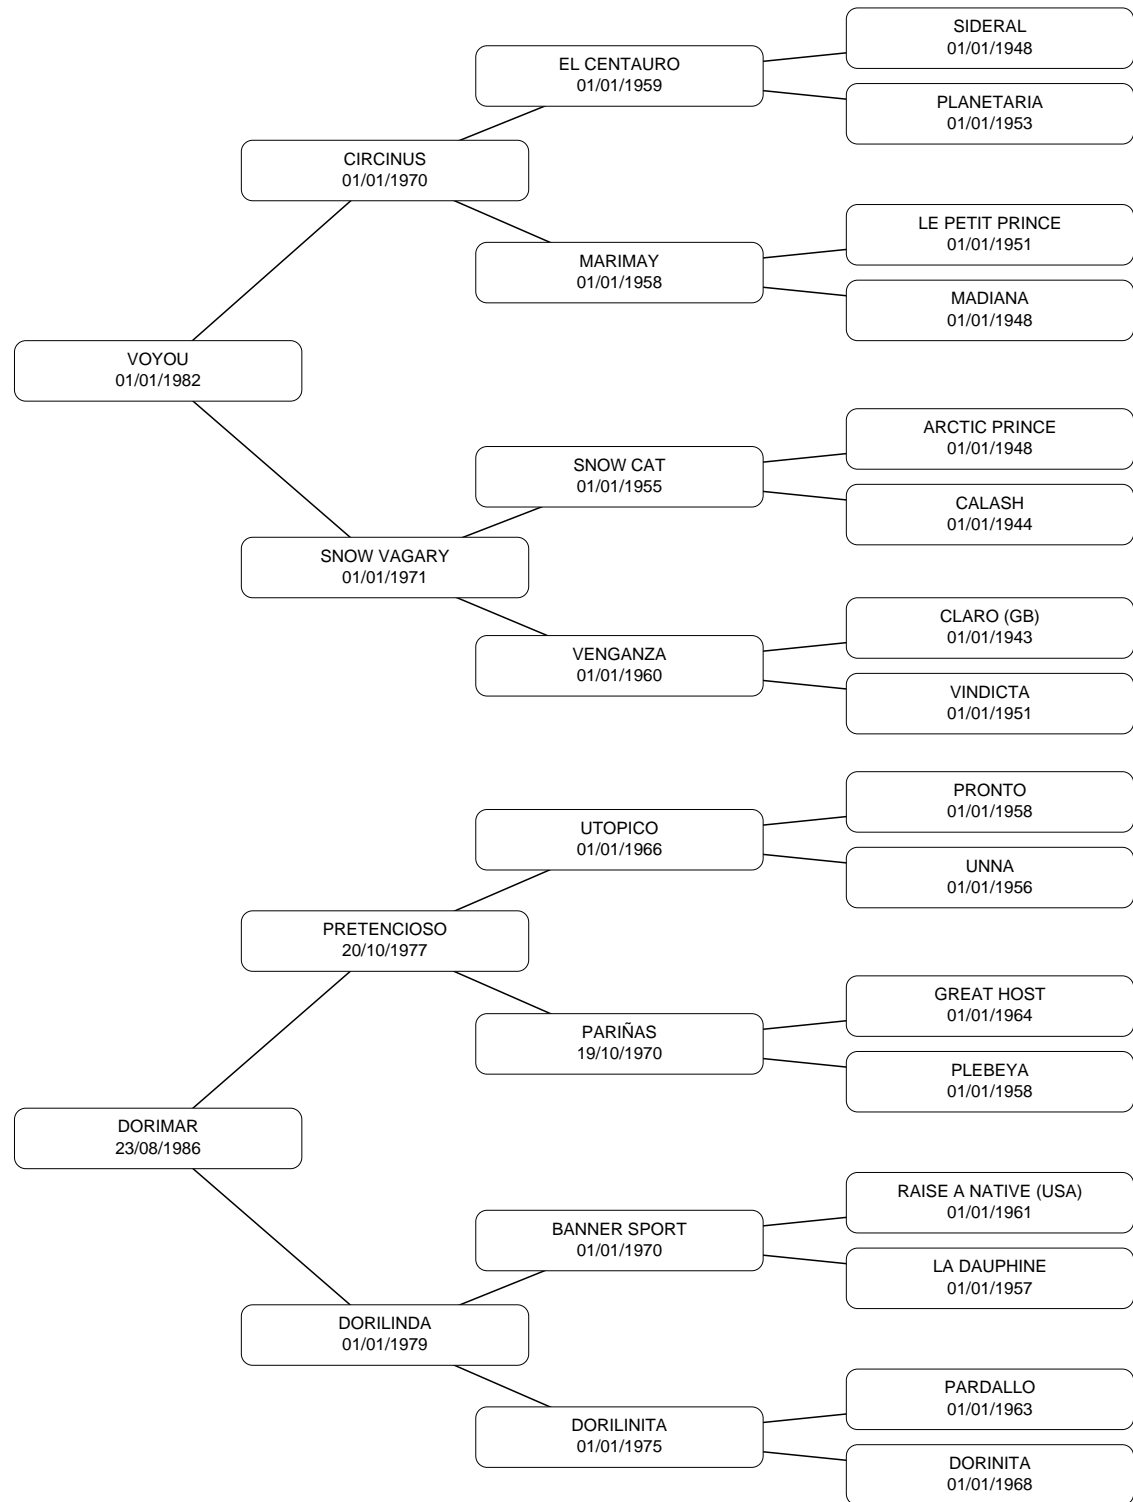 SIDERAL
01/01/1948
EL CENTAURO
01/01/1959
PLANETARIA
01/01/1953
CIRCINUS
01/01/1970
LE PETIT PRINCE
01/01/1951
MARIMAY
01/01/1958
MADIANA
01/01/1948
VOYOU
01/01/1982
ARCTIC PRINCE
01/01/1948
SNOW CAT
01/01/1955
CALASH
01/01/1944
SNOW VAGARY
01/01/1971
CLARO (GB)
01/01/1943
VENGANZA
01/01/1960
VINDICTA
01/01/1951
PRONTO
01/01/1958
UTOPICO
01/01/1966
UNNA
01/01/1956
PRETENCIOSO
20/10/1977
GREAT HOST
01/01/1964
PARIÑAS
19/10/1970
PLEBEYA
01/01/1958
DORIMAR
23/08/1986
RAISE A NATIVE (USA)
01/01/1961
BANNER SPORT
01/01/1970
LA DAUPHINE
01/01/1957
DORILINDA
01/01/1979
PARDALLO
01/01/1963
DORILINITA
01/01/1975
DORINITA
01/01/1968